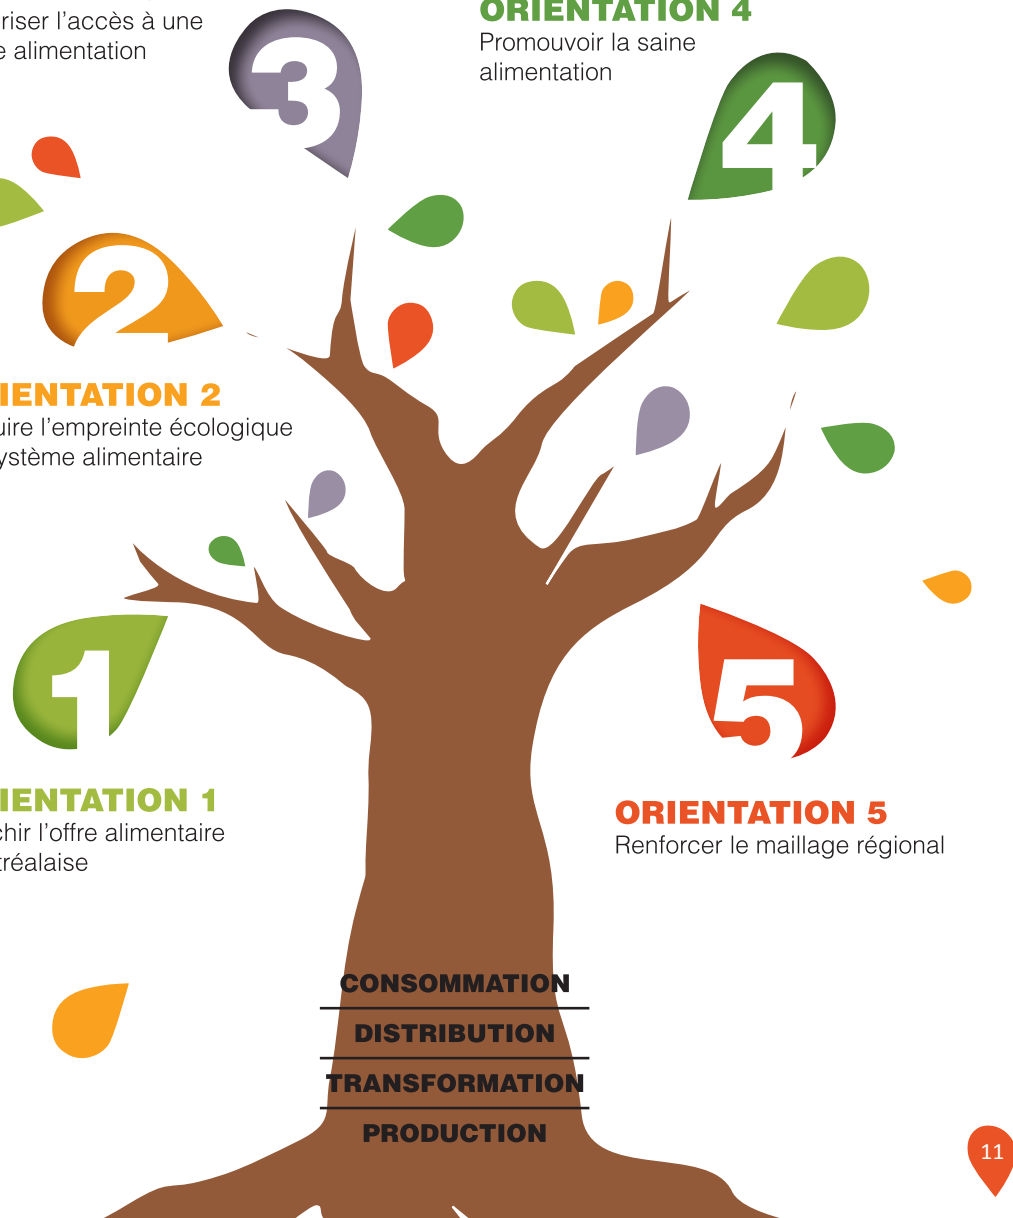 riser l'accès à une
alimentation
3
ORIENTATION 4
Promouvoir la saine
alimentation
4
2
IENTATION 2
uire l'empreinte écologique
ystème alimentaire
1
IENTATION 1
chir l'offre alimentaire
tréalaise
5
ORIENTATION 5
Renforcer le maillage régional
CONSOMMATION
DISTRIBUTION
TRANSFORMATION
PRODUCTION
11